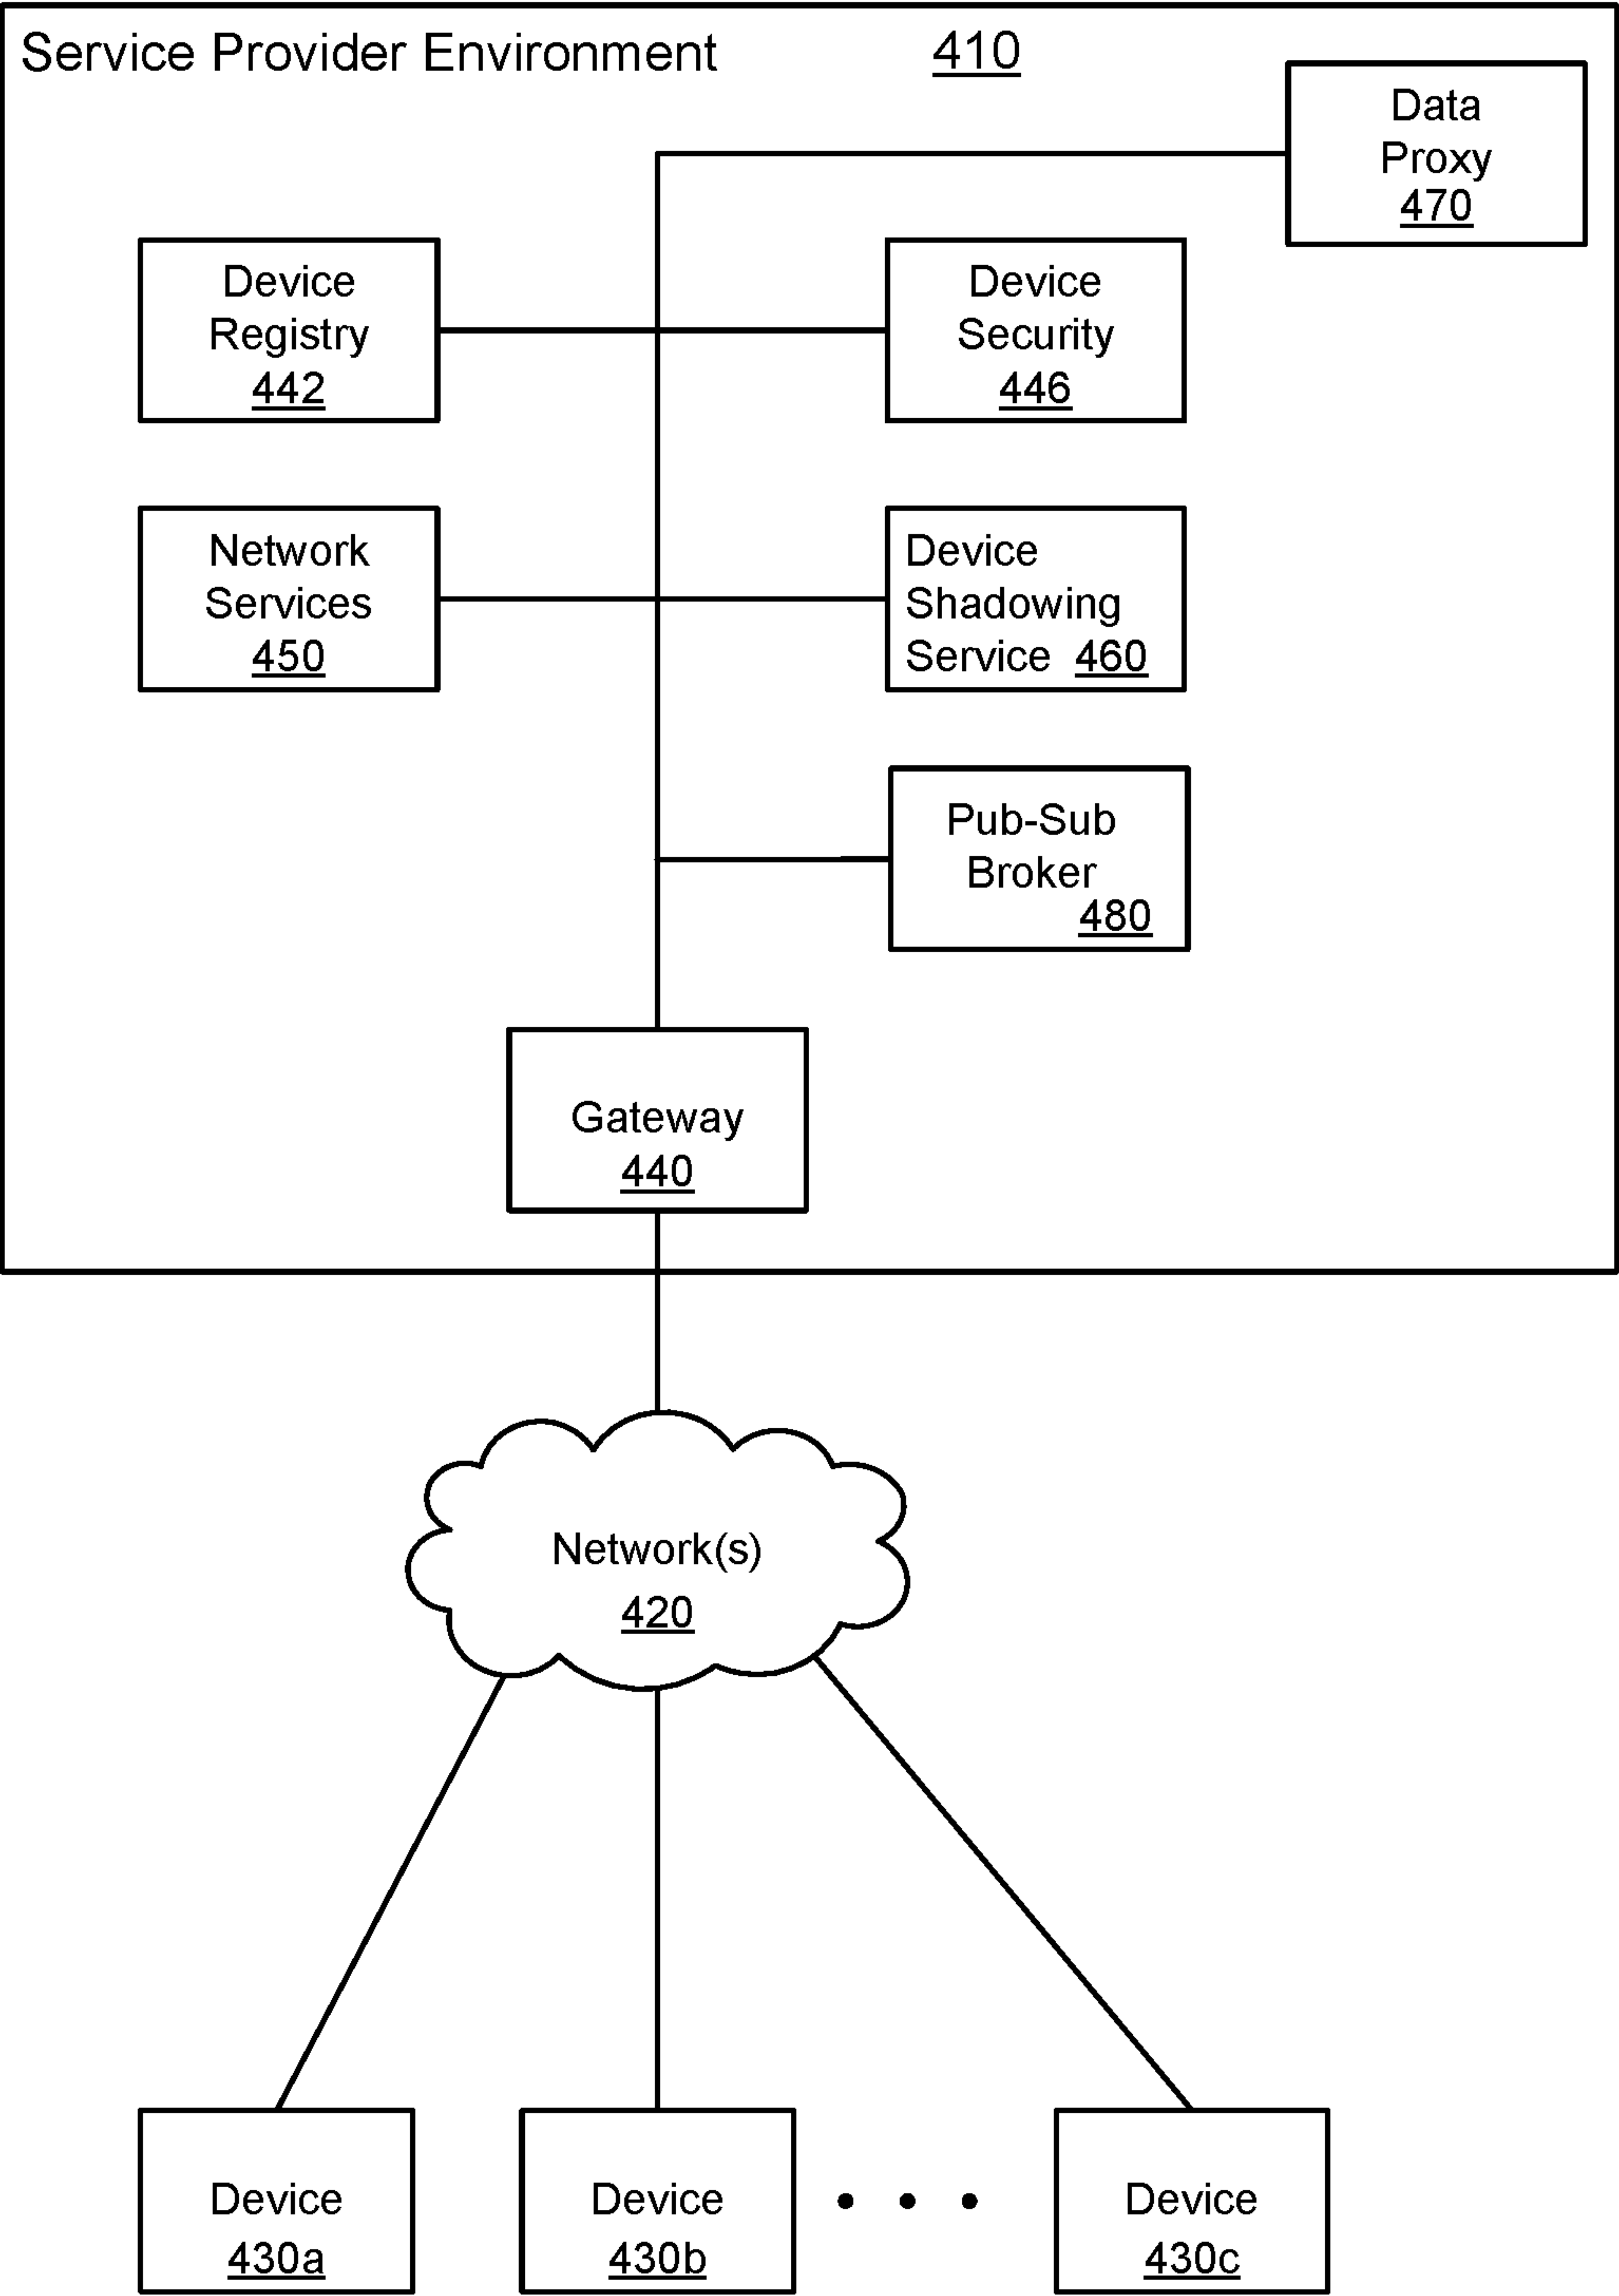 Service Provider Environment 410
Data
Proxy
470
Device
Registry
442
Device
Security
446
Network
Services
450
Device
Shadowing
Service 460
Pub-Sub
Broker
480
Gateway
440
Network(s)
420
Device
430a
Device
430b
Device
430c